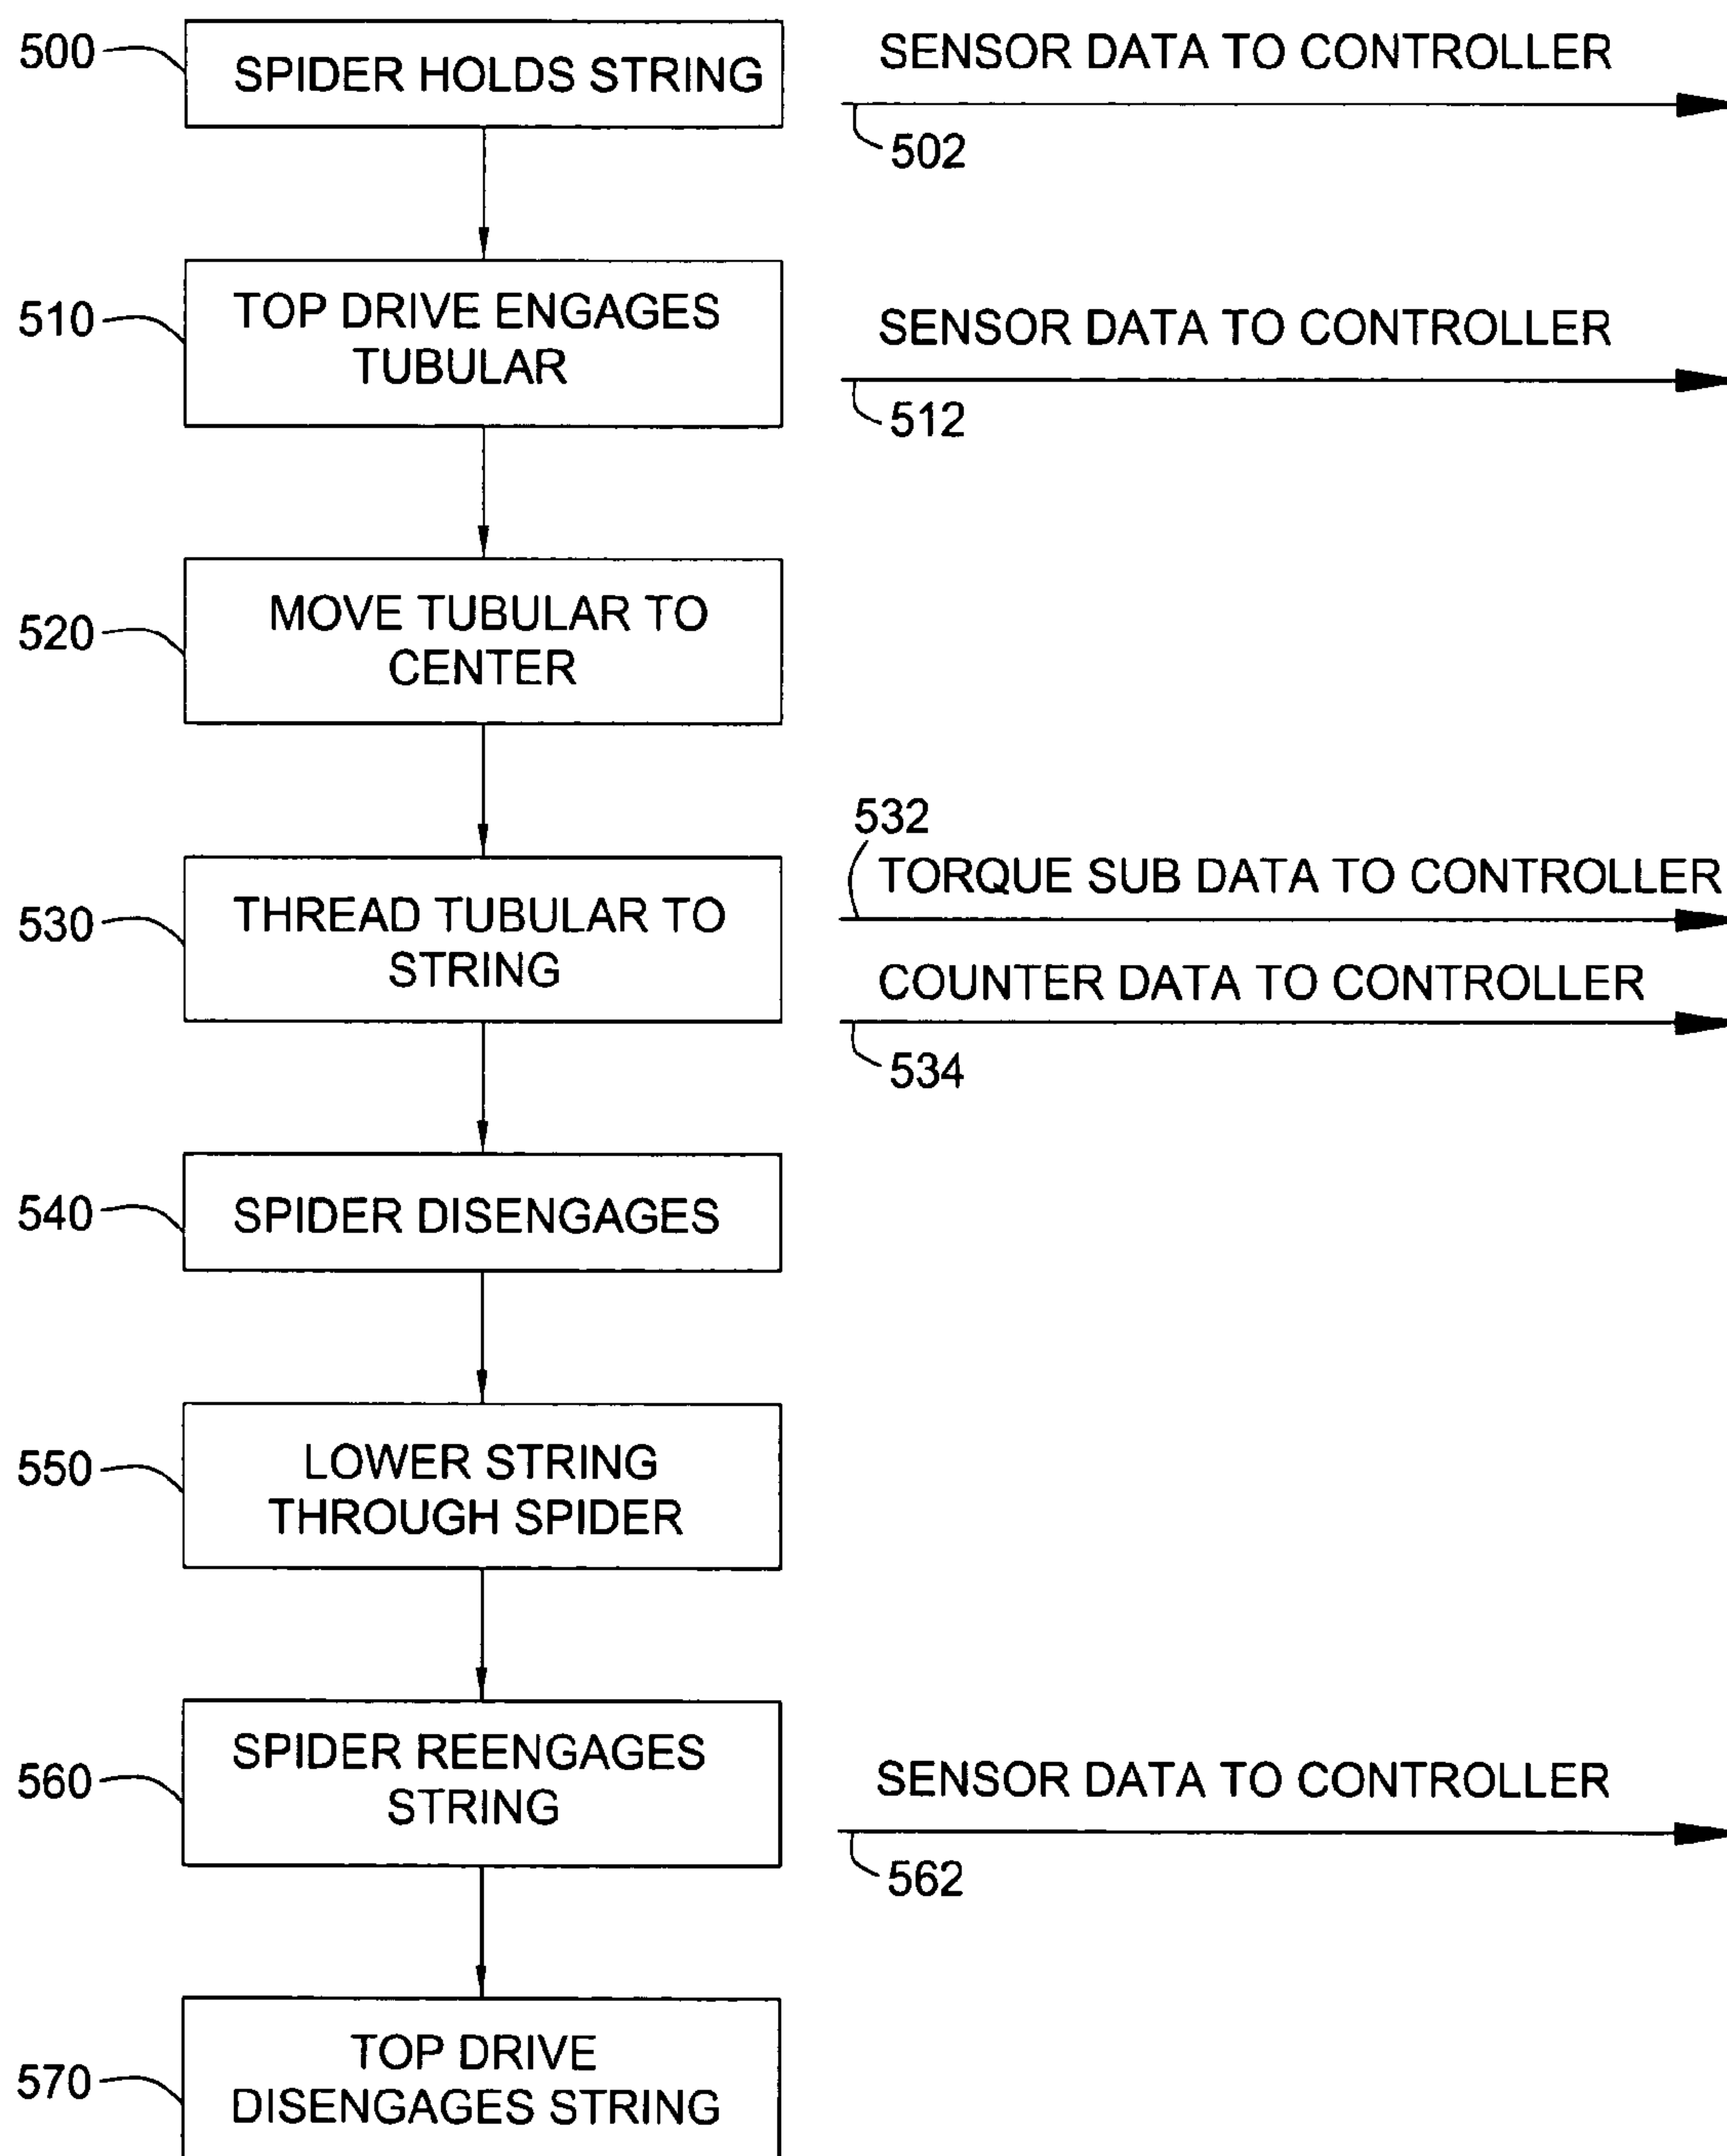 500
SPIDER HOLDS STRING
SENSOR DATA TO CONTROLLER
502
510
TOP DRIVE ENGAGES
TUBULAR
SENSOR DATA TO CONTROLLER
512
520
MOVE TUBULAR TO
CENTER
530
THREAD TUBULAR TO
STRING
532
TORQUE SUB DATA TO CONTROLLER
COUNTER DATA TO CONTROLLER
534
540
SPIDER DISENGAGES
550
LOWER STRING
THROUGH SPIDER
560
SPIDER REENGAGES
STRING
SENSOR DATA TO CONTROLLER
562
570
TOP DRIVE
DISENGAGES STRING